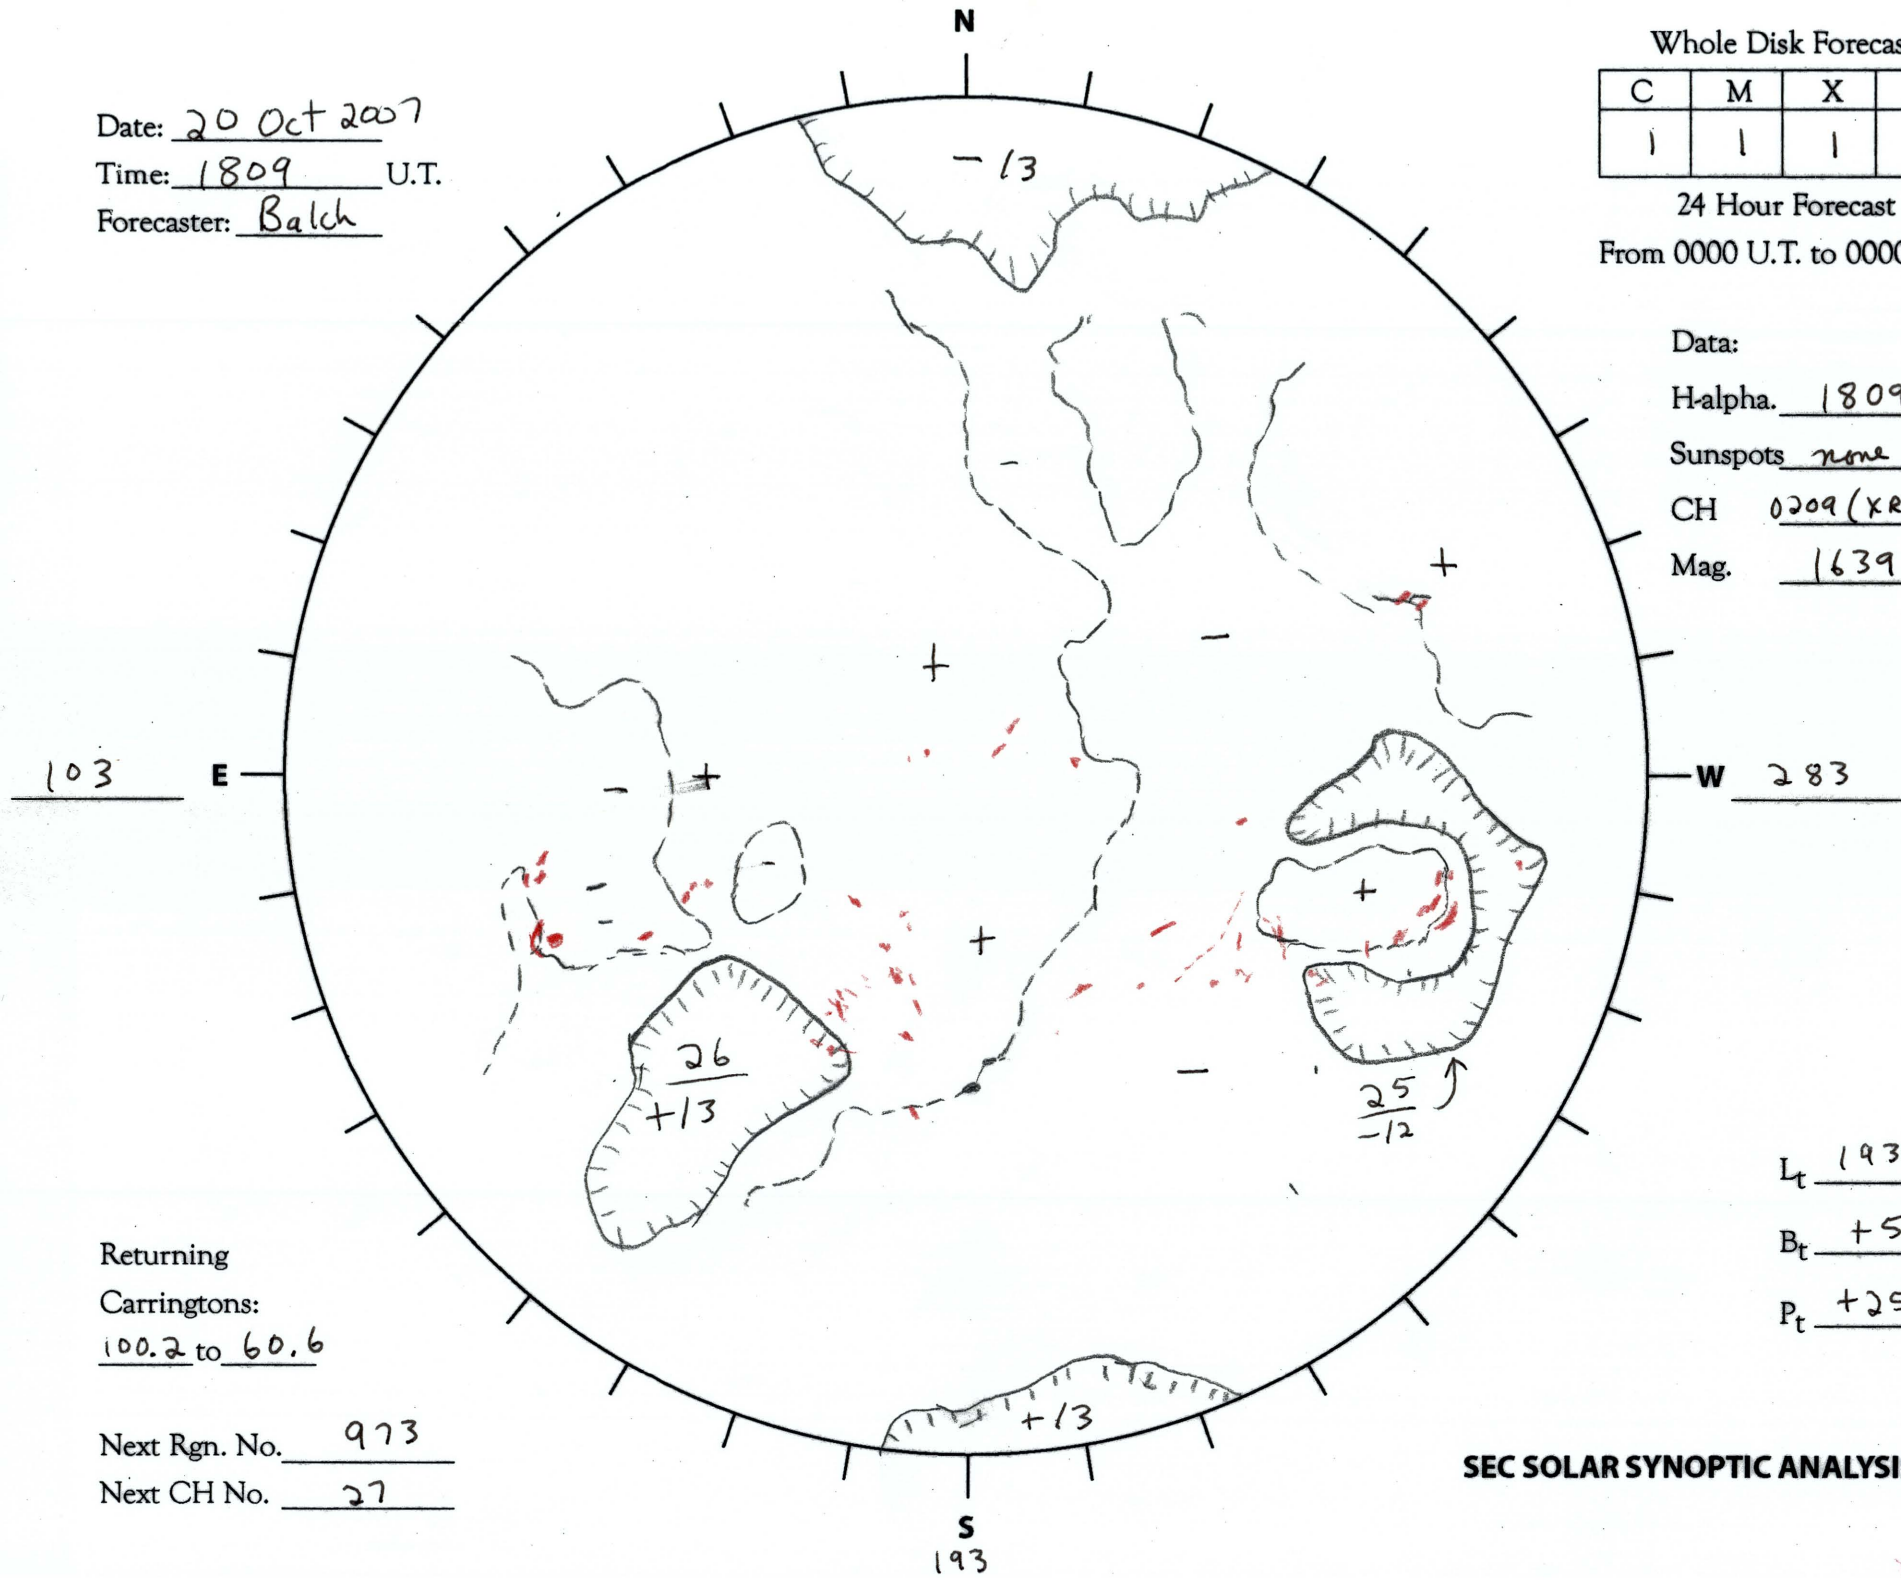 N
Whole Disk Forecas
C M X
1 1 1
24 Hour Forecast
From 0000 U.T. to 0000
Date: 20 Oct 2007
Time: 1809 U.T.
Forecaster: Balch
- 13
Data:
H-alpha. 1809
Sunspots none
CH 0209 (XR
Mag. 1639
-
+
-
+
103 E
- +
W 283
-
-
-
+
+
26
+13
-
25
-12
Lt 193
Bt +5
Pt +25
Returning
Carringtons:
100.2 to 60.6
Next Rgn. No. 973
Next CH No. 27
+13
SEC SOLAR SYNOPTIC ANALYSI
S
193